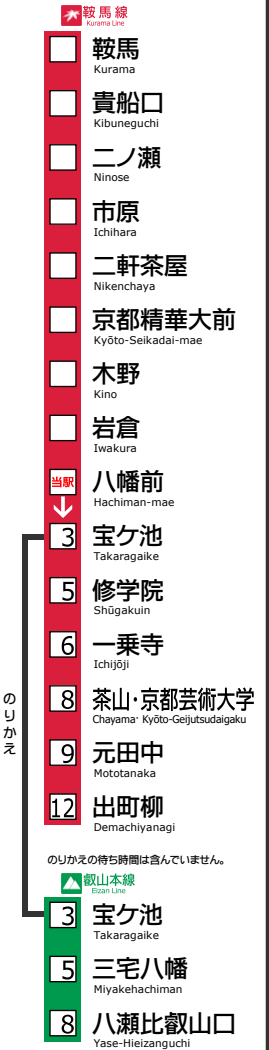 鞍馬線
Kurama Line
鞍馬
Kurama
貴船口
Kibuneguchi
二ノ瀬
Ninose
市原
Ichihara
二軒茶屋
Nikenchaya
京都精華大前
Kyōto-Seikadai-mae
木野
Kino
岩倉
Iwakura
当駅 八幡前
Hachiman-mae
3 宝ケ池
Takaragaike
5 修学院
Shūgakuin
6 一乗寺
Ichijōji
8 茶山・京都芸術大学
Chayama· Kyōto-Geijutsudaigaku
9 元田中
Mototanaka
12 出町柳
Demachiyanagi
のりかえ
のりかえの待ち時間は含んでいません。
叡山本線
Eizan Line
3 宝ケ池
Takaragaike
5 三宅八幡
Miyakehachiman
8 八瀬比叡山口
Yase-Hieizanguchi